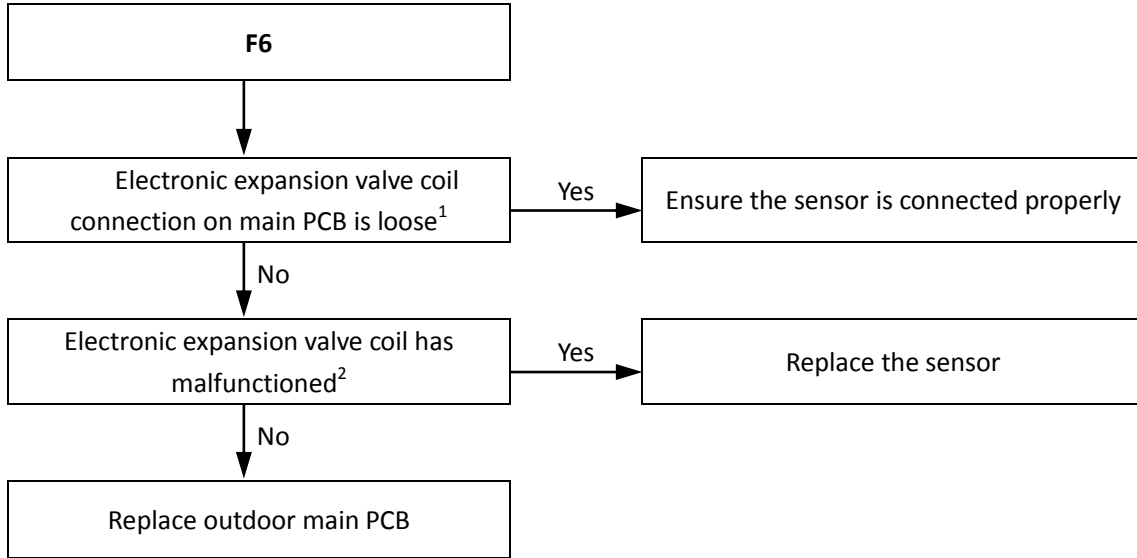 F6
Electronic expansion valve coil
connection on main PCB is loose1
Yes
Ensure the sensor is connected properly
No
Electronic expansion valve coil has
malfunctioned2
Yes
Replace the sensor
No
Replace outdoor main PCB